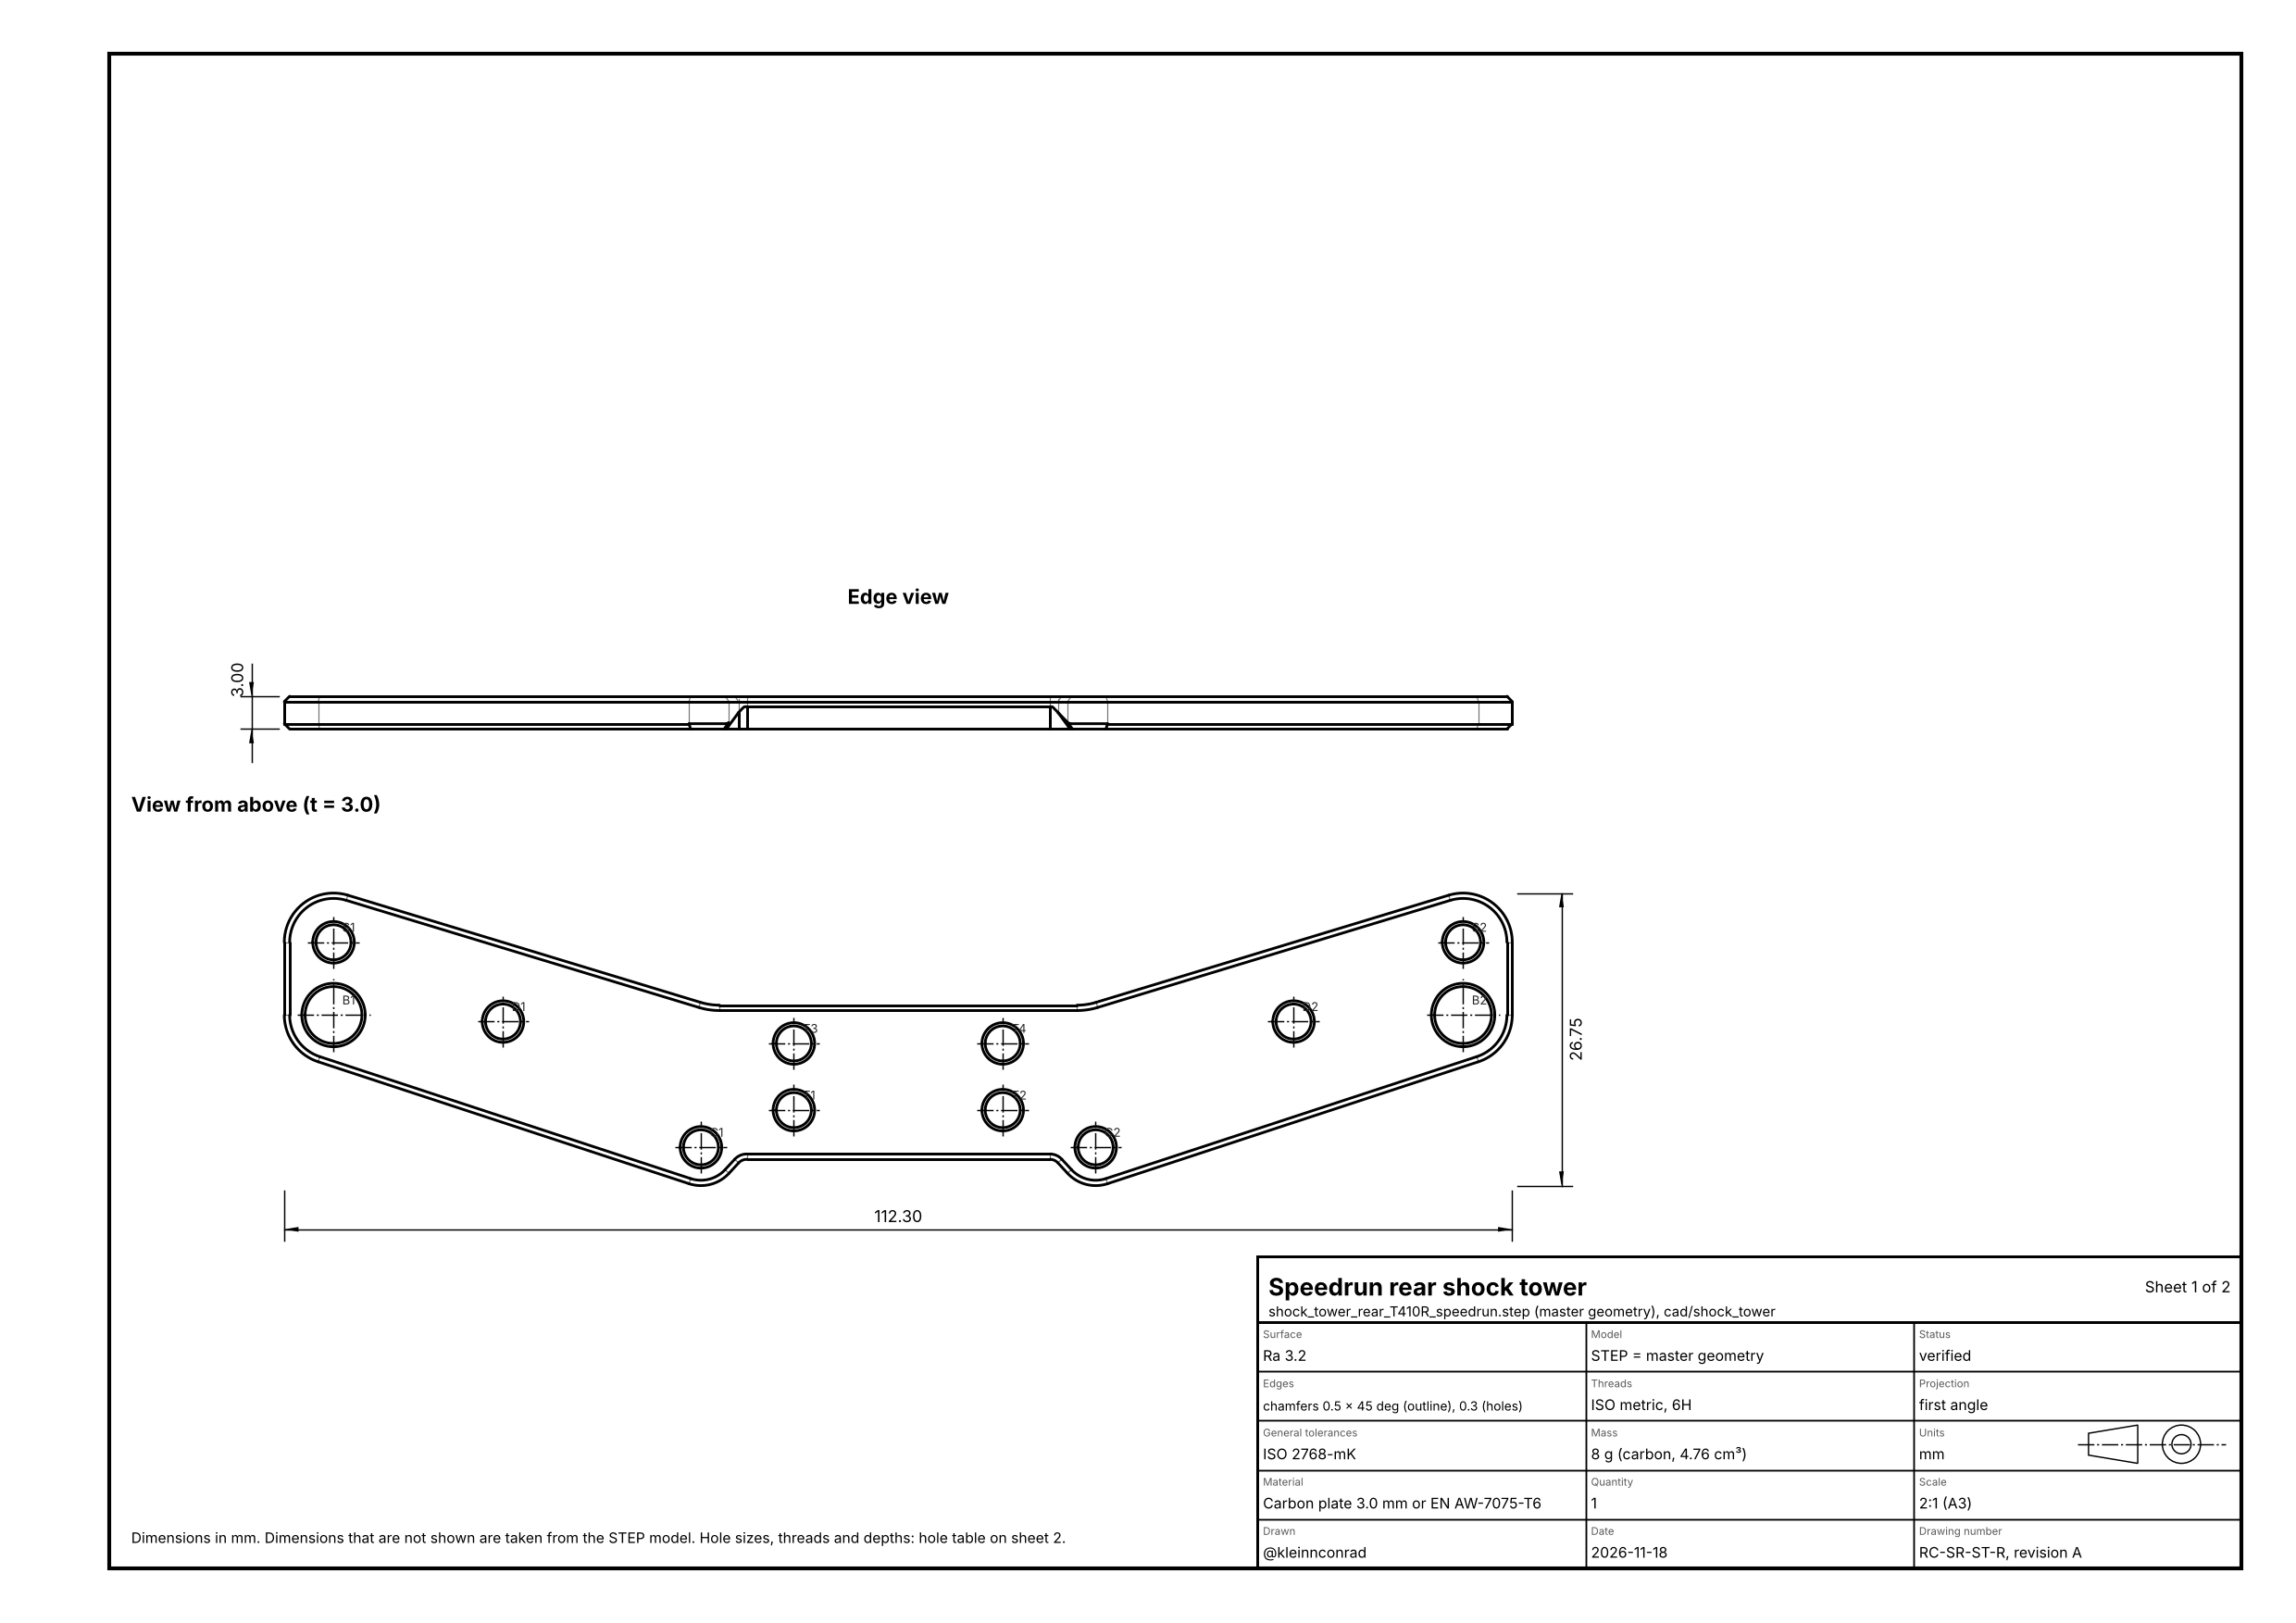 Edge view
3.00
View from above (t = 3.0)
B1
B2
26.75
112.30
Speedrun rear shock tower
Sheet 1 of 2
shock_tower_rear_T410R_speedrun.step (master geometry), cad/shock_tower
Surface
Ra 3.2
Model
STEP = master geometry
Status
verified
Edges
chamfers 0.5 × 45 deg (outline), 0.3 (holes)
Threads
ISO metric, 6H
Projection
first angle
General tolerances
ISO 2768-mK
Mass
8 g (carbon, 4.76 cm³)
Units
mm
Material
Carbon plate 3.0 mm or EN AW-7075-T6
Quantity
1
Scale
2:1 (A3)
Drawn
@kleinnconrad
Date
2026-11-18
Drawing number
RC-SR-ST-R, revision A
Dimensions in mm. Dimensions that are not shown are taken from the STEP model. Hole sizes, threads and depths: hole table on sheet 2.